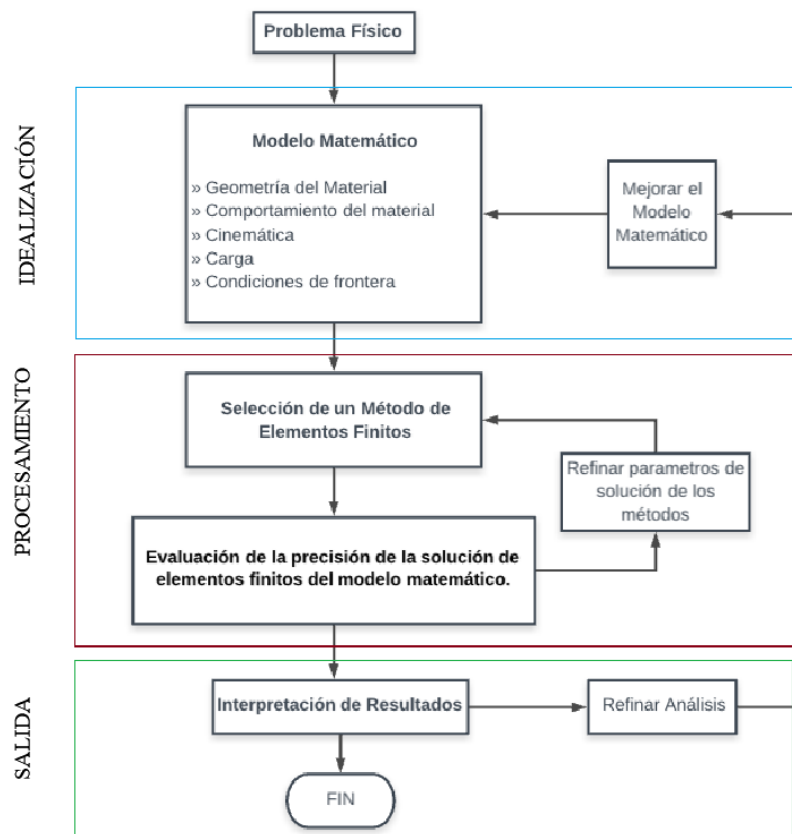 Problema Físico
IDEALIZACIÓN
Modelo Matemático
» Geometría del Material
» Comportamiento del material
» Cinemática
» Carga
» Condiciones de frontera
Mejorar el
Modelo
Matemático
PROCESAMIENTO
Selección de un Método de
Elementos Finitos
Refinar parametros de
solución de los
métodos
Evaluación de la precisión de la solución de
elementos finitos del modelo matemático.
SALIDA
Interpretación de Resultados
Refinar Análisis
FIN